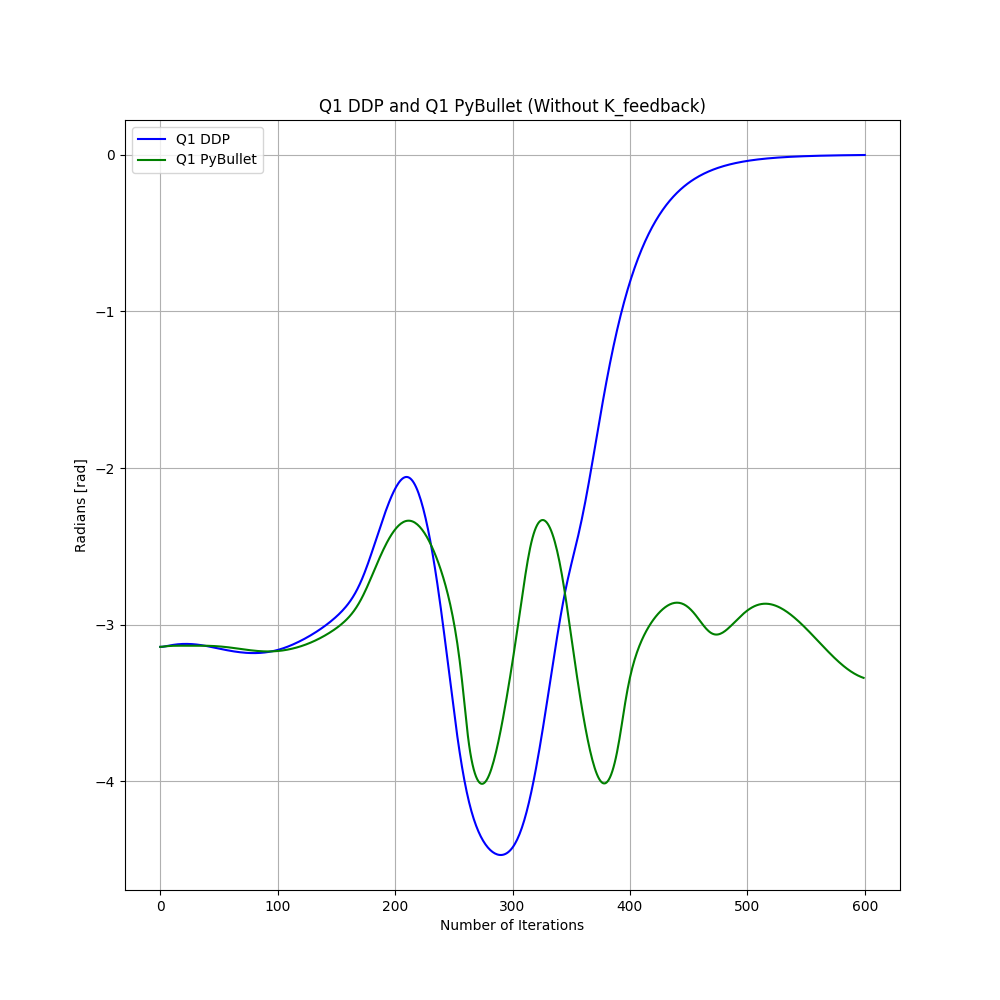 Q1 DDP and Q1 PyBullet (Without K_feedback)
Q1 DDP
Q1 PyBullet
0
−1
−2
−3
−4
Radians [rad]
0 100 200 300 400 500 600
Number of Iterations